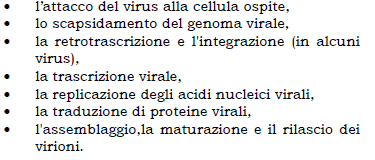 • l'attacco del virus alla cellula ospite,
• lo scapsidamento del genoma virale,
• la retrotrascrizione e l'integrazione (in alcuni
virus),
• la trascrizione virale,
• la replicazione degli acidi nucleici virali,
• la traduzione di proteine virali,
• l'assemblaggio,la maturazione e il rilascio dei
virioni.